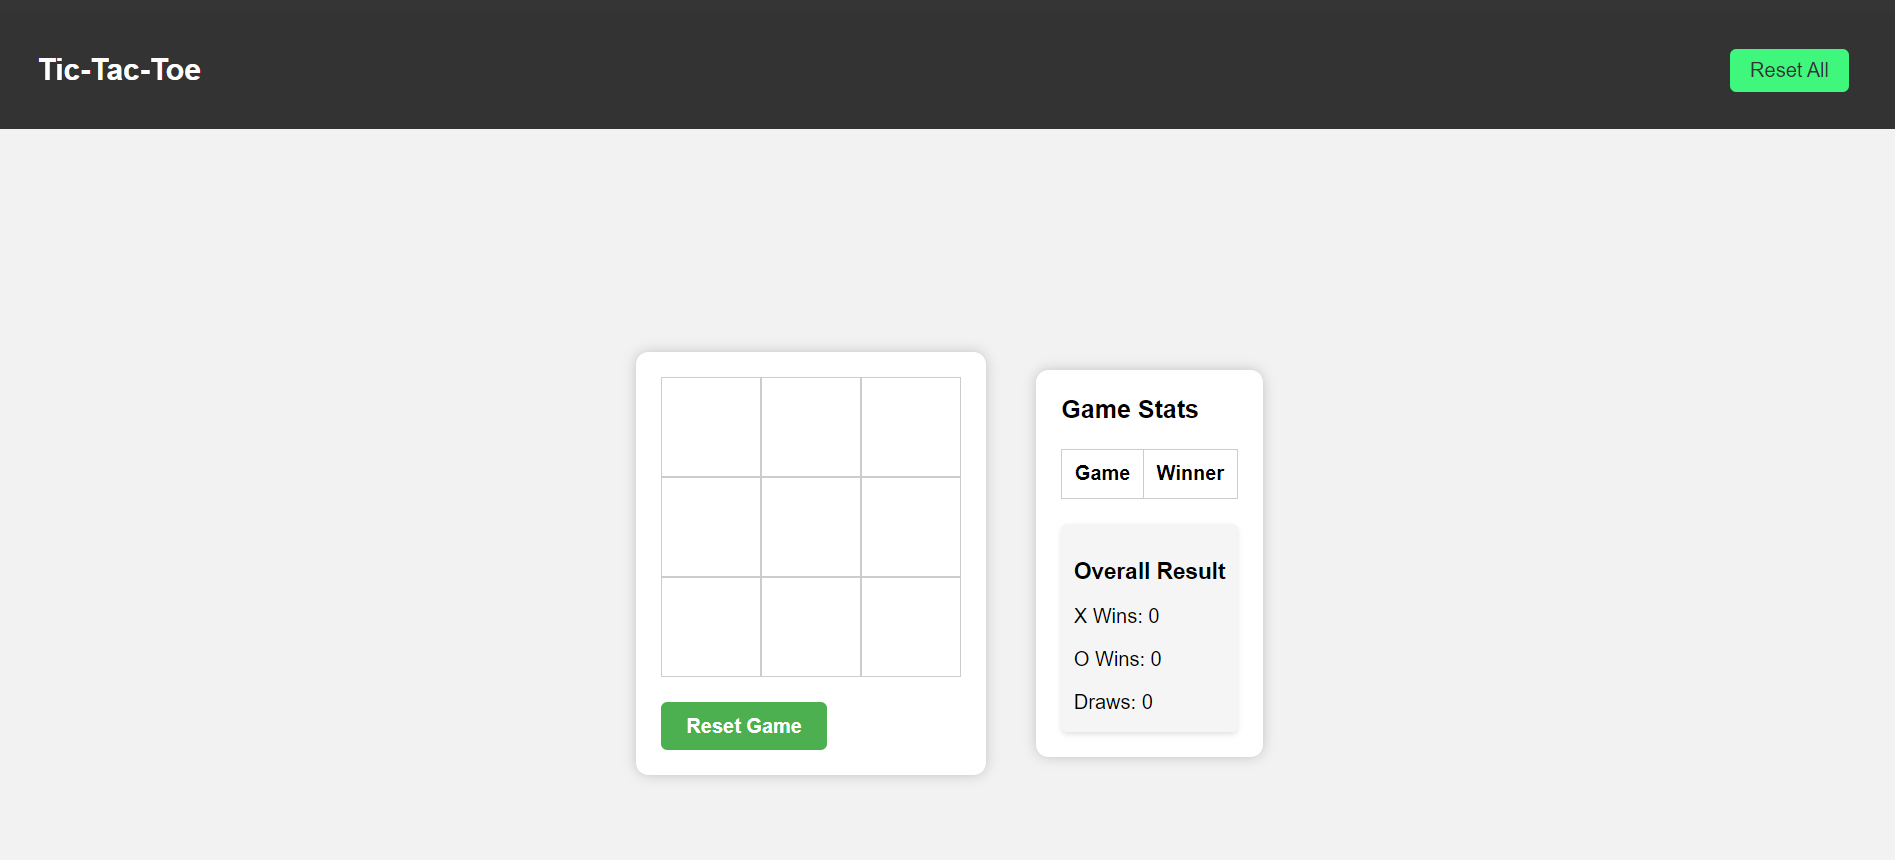 Tic-Tac-Toe
Reset All
Game Stats
Game Winner
Overall Result
X Wins: 0
O Wins: 0
Draws: 0
Reset Game